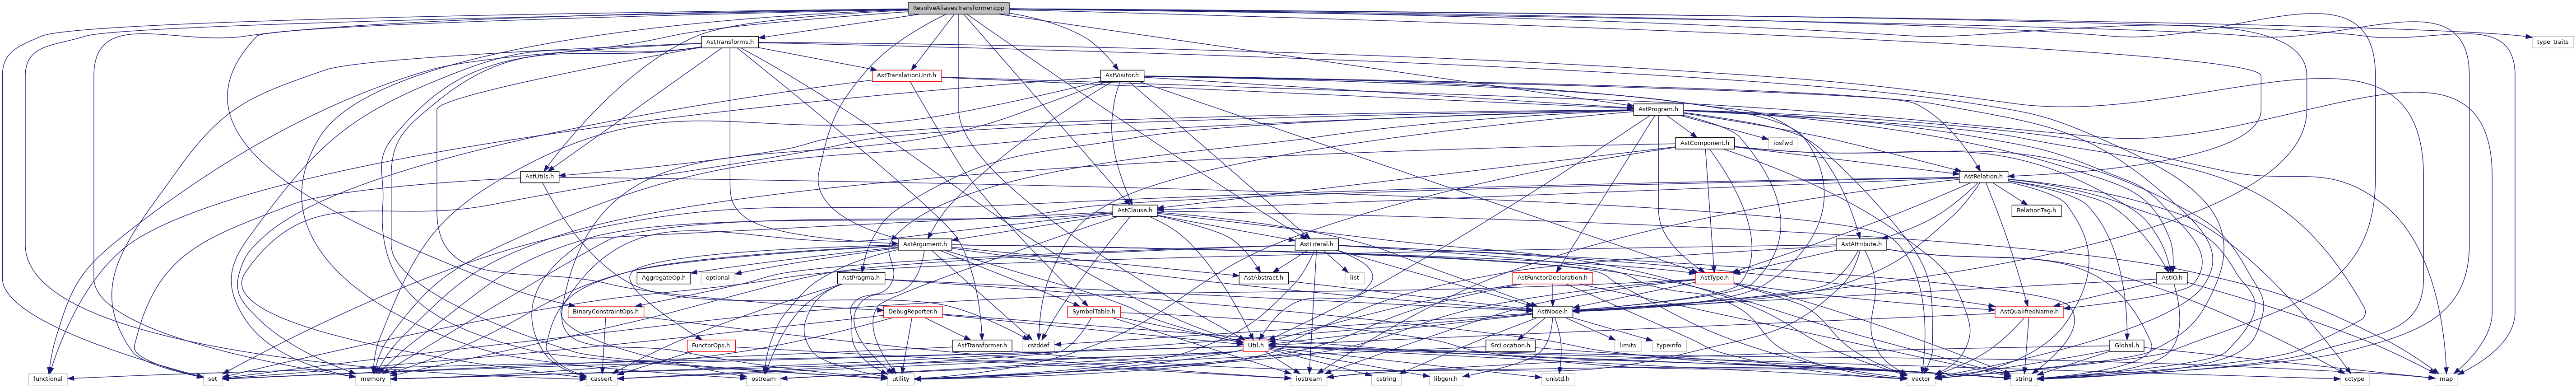 ResolveAliasesTransformer.cpp
AstTransforms.h
type_traits
AstTranslationUnit.h
AstVisitor.h
AstProgram.h
AstComponent.h
iosfwd
AstUtils.h
AstRelation.h
AstClause.h
RelationTag.h
AstArgument.h
AstLiteral.h
AstAttribute.h
AggregateOp.h
optional
AstPragma.h
AstAbstract.h
list
AstFunctorDeclaration.h
AstType.h
AstIO.h
BinaryConstraintOps.h
DebugReporter.h
SymbolTable.h
AstNode.h
AstQualifiedName.h
FunctorOps.h
AstTransformer.h
cstddef
Util.h
SrcLocation.h
limits
typeinfo
Global.h
functional
set
memory
cassert
ostream
utility
iostream
cstring
libgen.h
unistd.h
vector
string
cctype
map